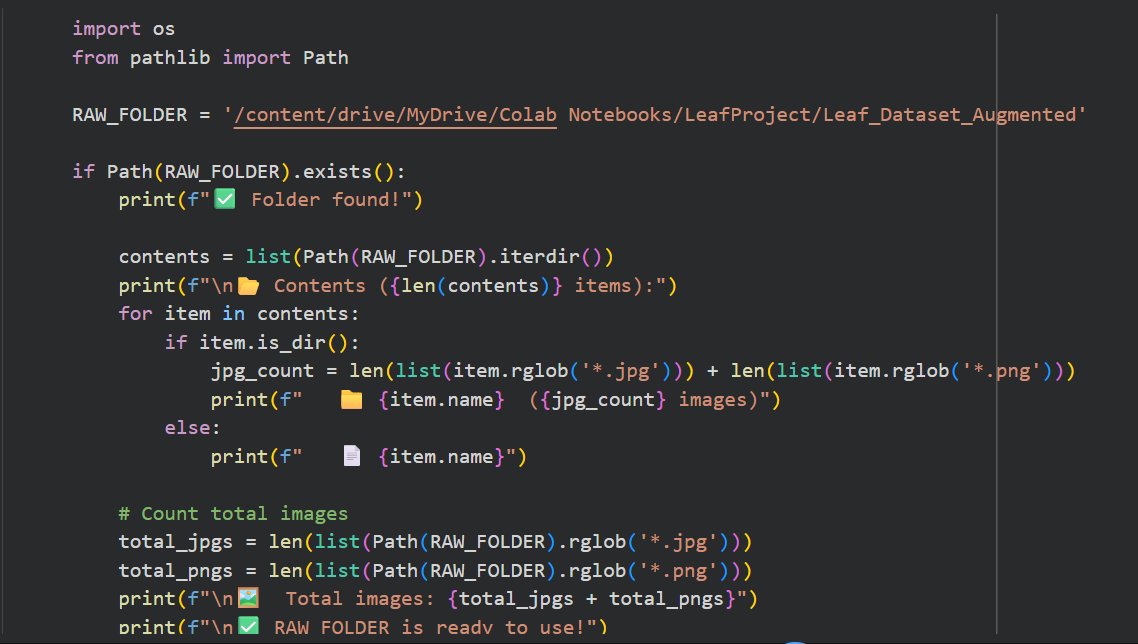 import os
from pathlib import Path
RAW_FOLDER = '/content/drive/MyDrive/Colab Notebooks/LeafProject/Leaf_Dataset_Augmented'
if Path(RAW_FOLDER).exists():
    print(f"✅ Folder found!")
    contents = list(Path(RAW_FOLDER).iterdir())
    print(f"\n📂 Contents ({len(contents)} items):")
    for item in contents:
        if item.is_dir():
            jpg_count = len(list(item.rglob('*.jpg'))) + len(list(item.rglob('*.png')))
            print(f"   📁 {item.name}  ({jpg_count} images)")
        else:
            print(f"   📄 {item.name}")
    # Count total images
    total_jpgs = len(list(Path(RAW_FOLDER).rglob('*.jpg')))
    total_pngs = len(list(Path(RAW_FOLDER).rglob('*.png')))
    print(f"\n🖼️  Total images: {total_jpgs + total_pngs}")
    print(f"\n✅ RAW FOLDER is ready to use!")